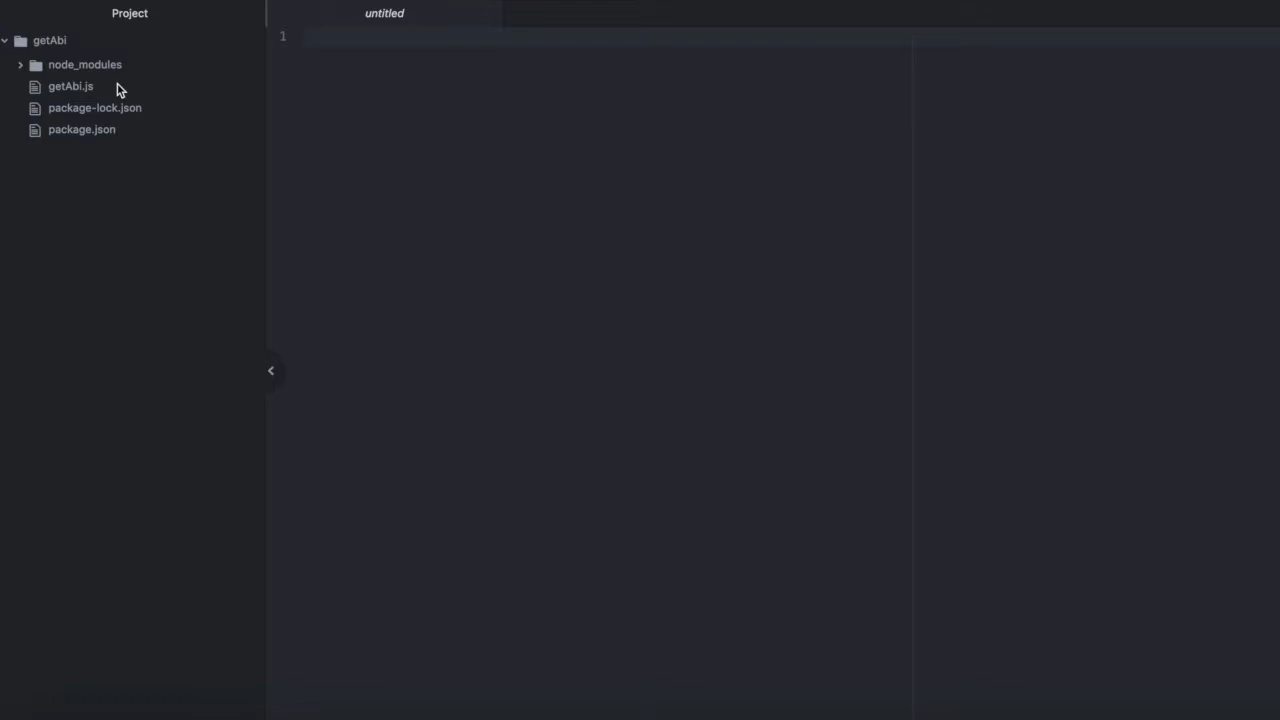 Project
untitled
getAbi
node_modules
getAbi.js
package-lock.json
package.json
1